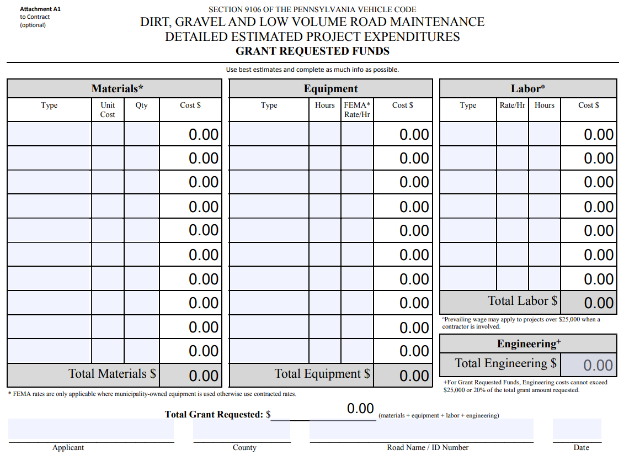 Attachment A1
to Contract
(optional)
SECTION 9106 OF THE PENNSYLVANIA VEHICLE CODE
DIRT, GRAVEL AND LOW VOLUME ROAD MAINTENANCE
DETAILED ESTIMATED PROJECT EXPENDITURES
GRANT REQUESTED FUNDS
Use best estimates and complete as much info as possible.
Materials* Equipment Labor°
Type Unit Cost Qty Cost $ Type Hours FEMA* Rate/Hr Cost $ Type Rate/Hr Hours Cost $
0.00 0.00 0.00
0.00 0.00 0.00
0.00 0.00 0.00
0.00 0.00 0.00
0.00 0.00 0.00
0.00 0.00 0.00
0.00 0.00 0.00
0.00 0.00 Total Labor $ 0.00
°Prevailing wage may apply to projects over $25,000 when a
contractor is involved.
0.00 0.00
Engineering+
0.00 0.00
Total Engineering $ 0.00
Total Materials $ 0.00 Total Equipment $ 0.00
+For Grant Requested Funds, Engineering costs cannot exceed
$25,000 or 20% of the total grant amount requested.
* FEMA rates are only applicable where municipality-owned equipment is used otherwise use contracted rates.
Total Grant Requested: $ 0.00 (materials + equipment + labor + engineering)
Applicant County Road Name / ID Number Date